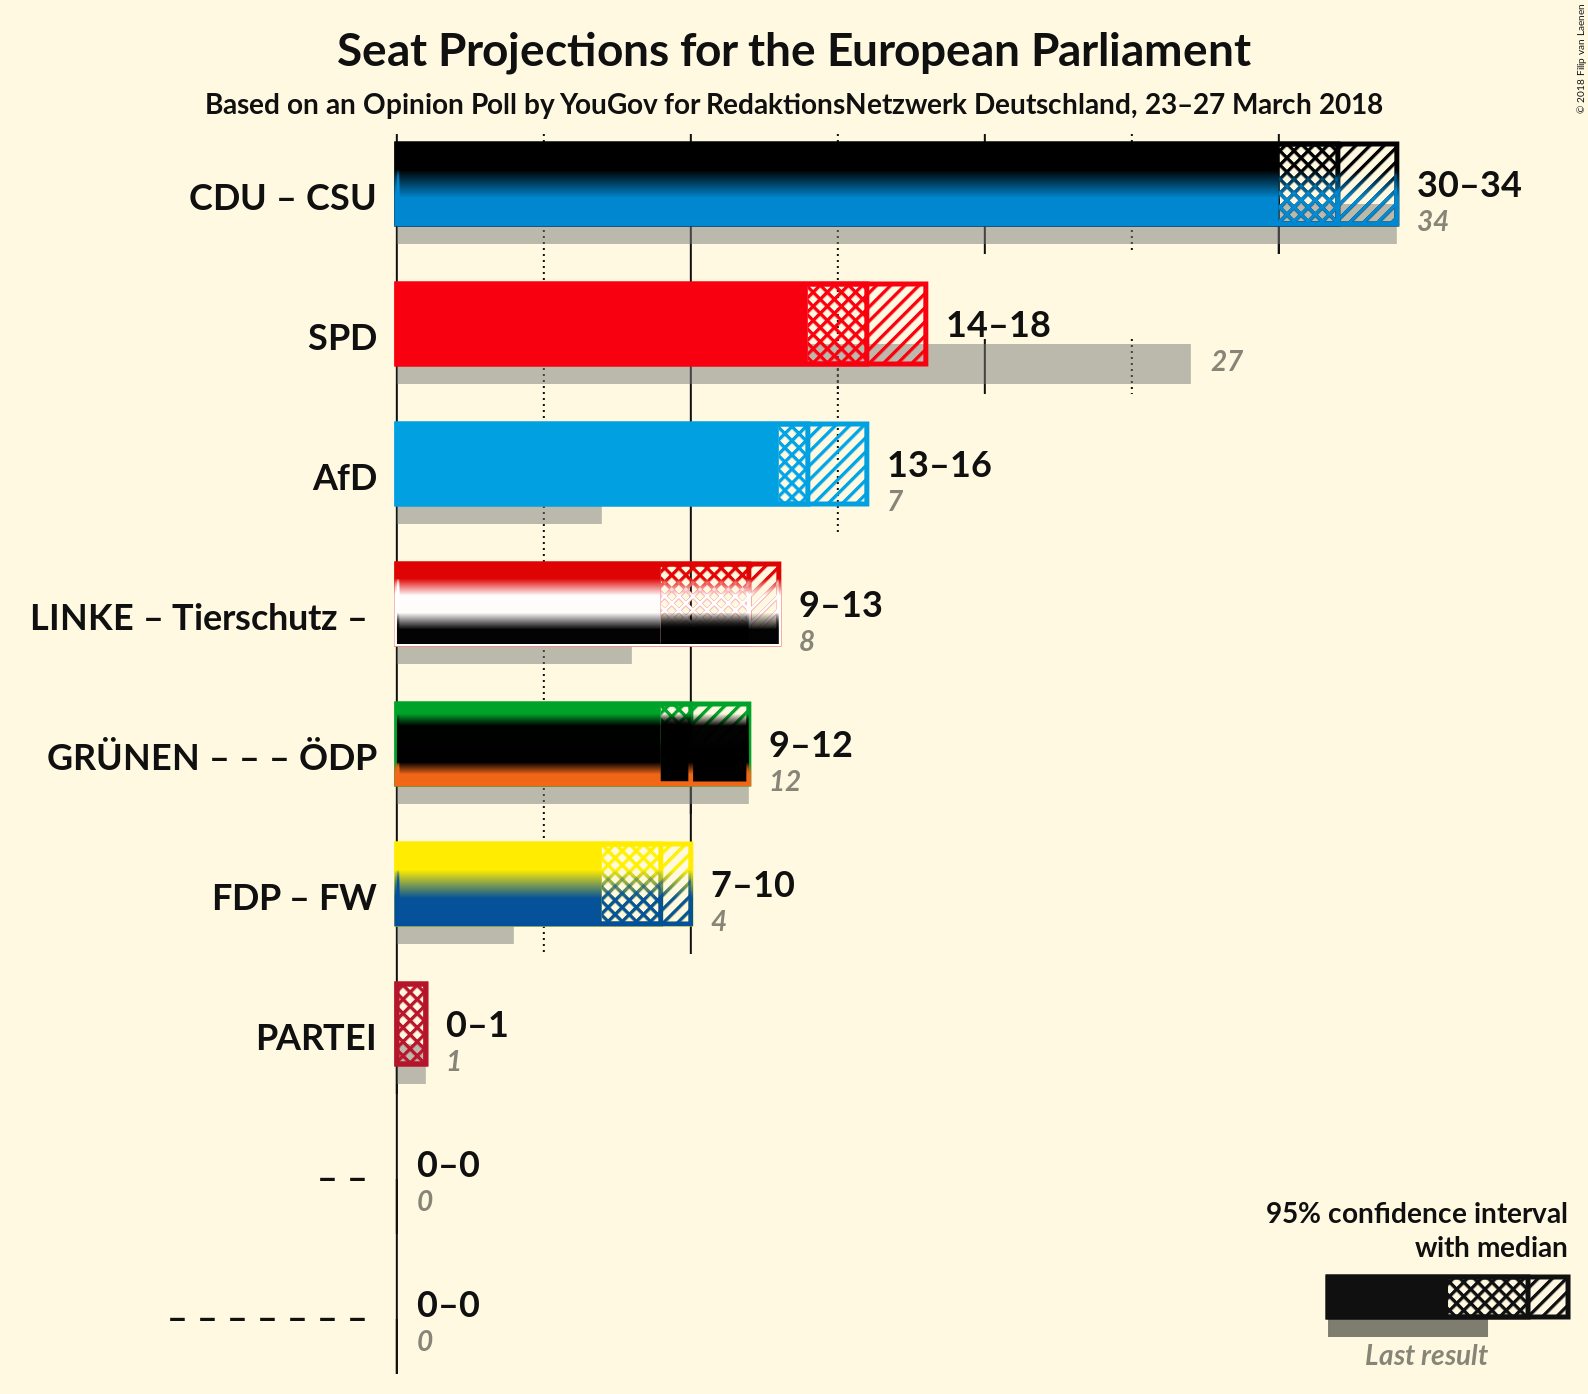 Seat Projections for the European Parliament
Based on an Opinion Poll by YouGov for RedaktionsNetzwerk Deutschland, 23–27 March 2018
© 2018 Filip van Laenen
CDU – CSU
30–34
34
SPD
14–18
27
AfD
13–16
7
LINKE – Tierschutz –
9–13
8
GRÜNEN – – – ÖDP
9–12
12
FDP – FW
7–10
4
PARTEI
0–1
1
– –
0–0
0
– – – – – – –
0–0
0
95% confidence interval
with median
Last result